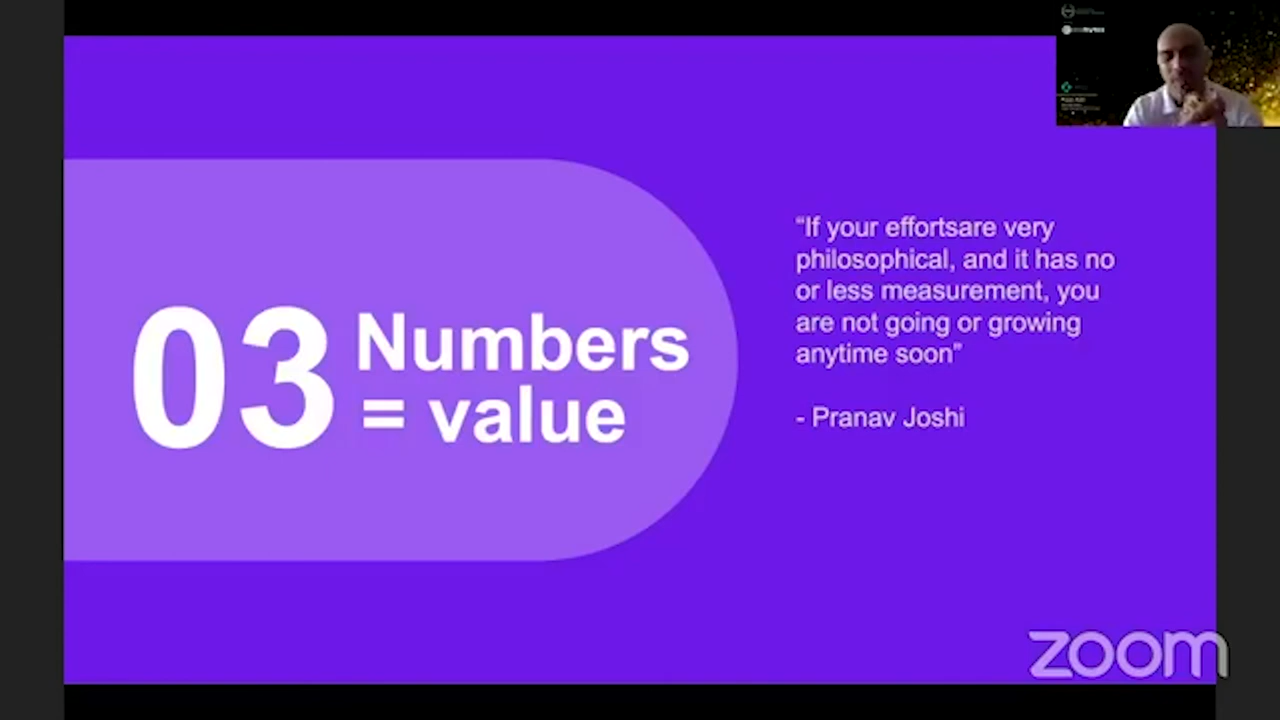 03 Numbers
= value
“If your effortsare very
philosophical, and it has no
or less measurement, you
are not going or growing
anytime soon”
- Pranav Joshi
zoom